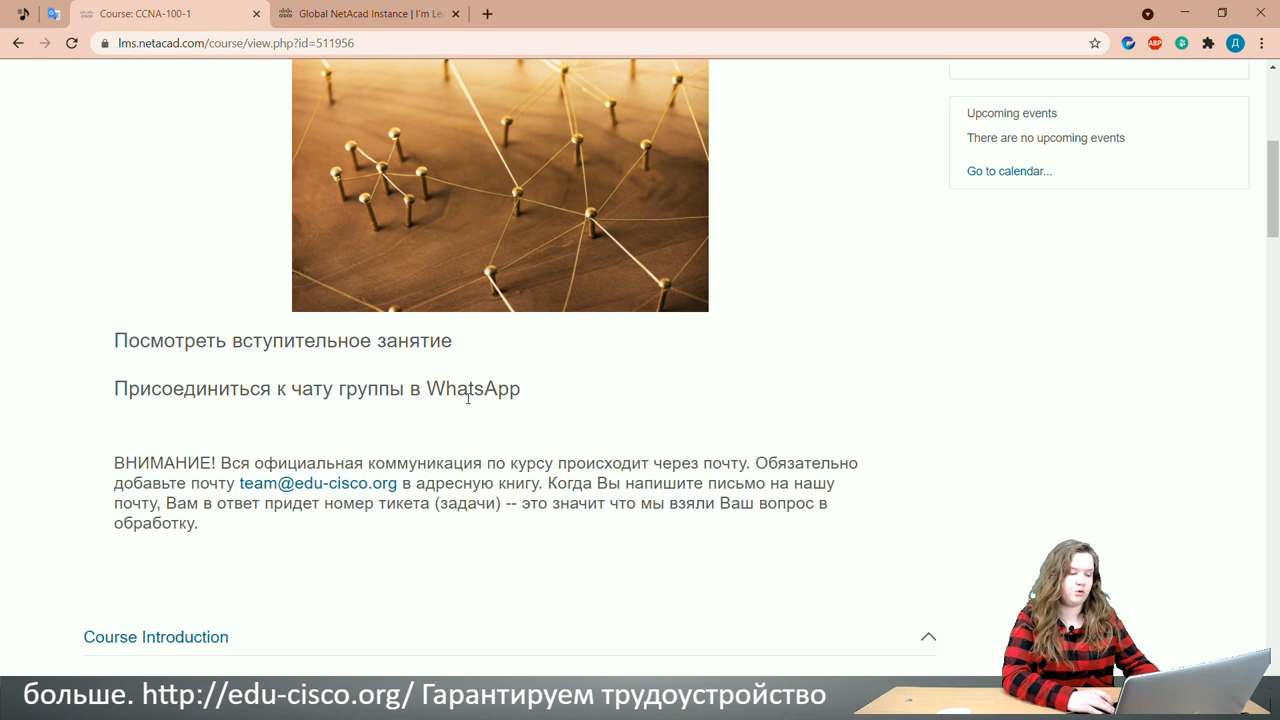 Course: CCNA-100-1
Global NetAcad Instance | I'm Le
lms.netacad.com/course/view.php?id=511956
ABP
Д
Upcoming events
There are no upcoming events
Go to calendar...
Посмотреть вступительное занятие
Присоединиться к чату группы в WhatsApp
ВНИМАНИЕ! Вся официальная коммуникация по курсу происходит через почту. Обязательно
добавьте почту team@edu-cisco.org в адресную книгу. Когда Вы напишите письмо на нашу
почту, Вам в ответ придет номер тикета (задачи) -- это значит что мы взяли Ваш вопрос в
обработку.
Course Introduction
больше. http://edu-cisco.org/ Гарантируем трудоустройство